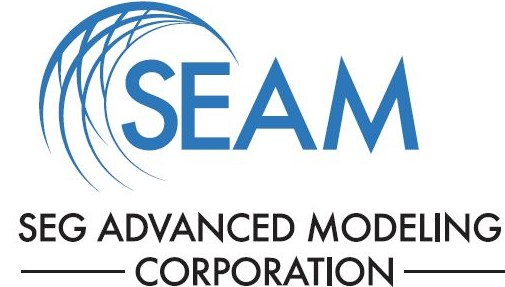 SEAM
SEG ADVANCED MODELING
CORPORATION